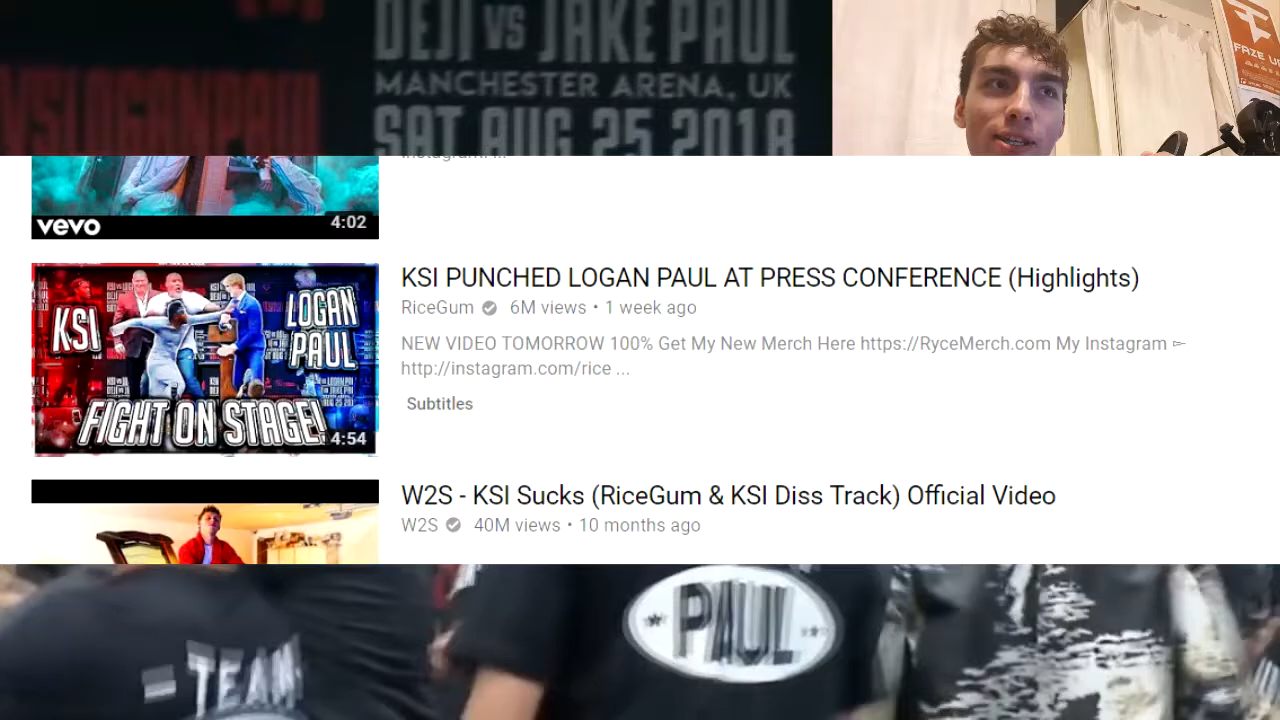 DEJI VS JAKE PAUL
MANCHESTER ARENA, UK
SAT AUG 25 2018
VSLOGANPAUL
FAZE UP
vevo
4:02
KSI PUNCHED LOGAN PAUL AT PRESS CONFERENCE (Highlights)
RiceGum 6M views • 1 week ago
NEW VIDEO TOMORROW 100% Get My New Merch Here https://RyceMerch.com My Instagram ▻
http://instagram.com/rice ...
Subtitles
KSI
LOGAN
PAUL
FIGHT ON STAGE!
4:54
W2S - KSI Sucks (RiceGum & KSI Diss Track) Official Video
W2S 40M views • 10 months ago
TEAM
PAUL